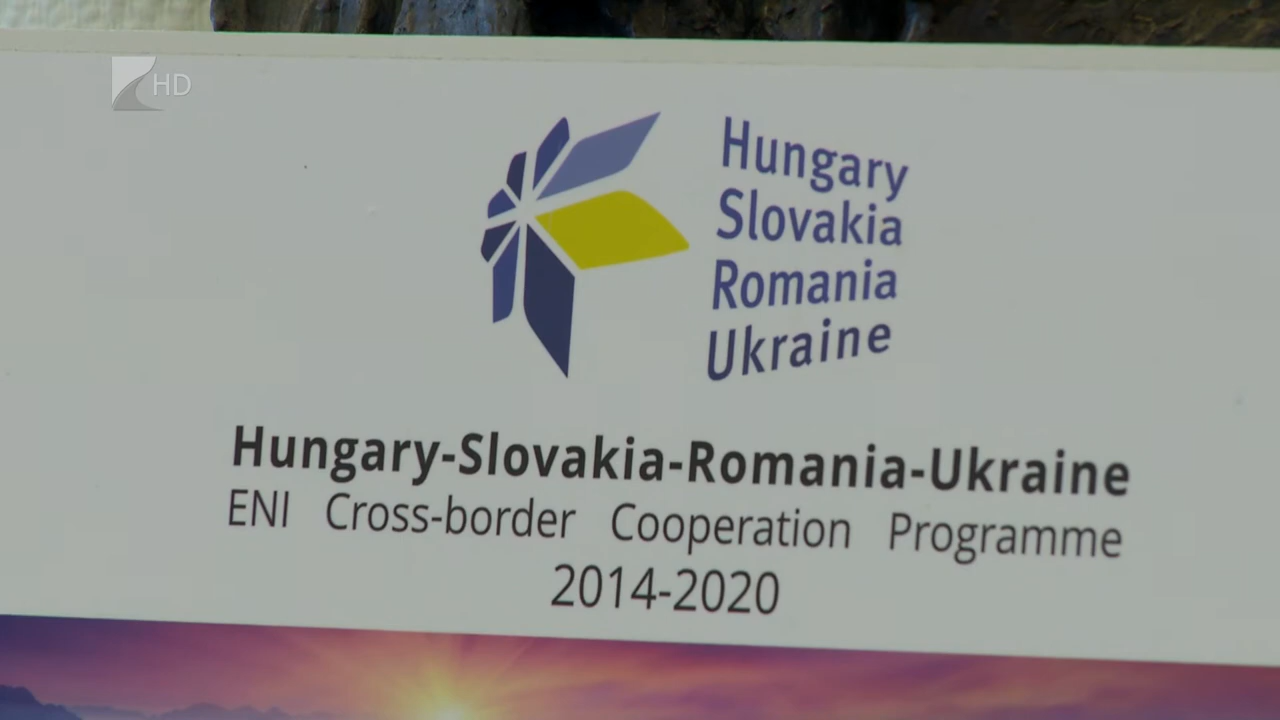 HD
Hungary
Slovakia
Romania
Ukraine
Hungary-Slovakia-Romania-Ukraine
ENI Cross-border Cooperation Programme
2014-2020